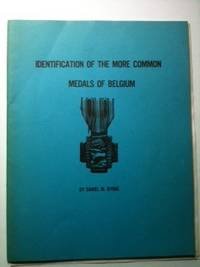 IDENTIFICATION OF THE MORE COMMON
MEDALS OF BELGIUM
BY DANIEL M. BYRNE